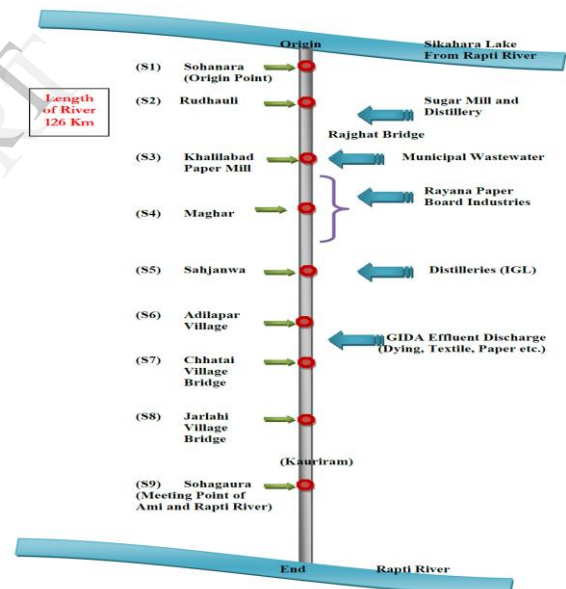 Origin
Sikahara Lake
From Rapti River
(S1) Sohanara
(Origin Point)
Length
of River
126 Km
(S2) Rudhauli
Sugar Mill and
Distillery
Rajghat Bridge
(S3) Khalilabad
Paper Mill
Municipal Wastewater
Rayana Paper
Board Industries
(S4) Maghar
(S5) Sahjanwa
Distilleries (IGL)
(S6) Adilapar
Village
GIDA Effluent Discharge
(Dying, Textile, Paper etc.)
(S7) Chhatai
Village
Bridge
(S8) Jarlahi
Village
Bridge
(Kauriram)
(S9) Sohagaura
(Meeting Point of
Ami and Rapti River)
End
Rapti River